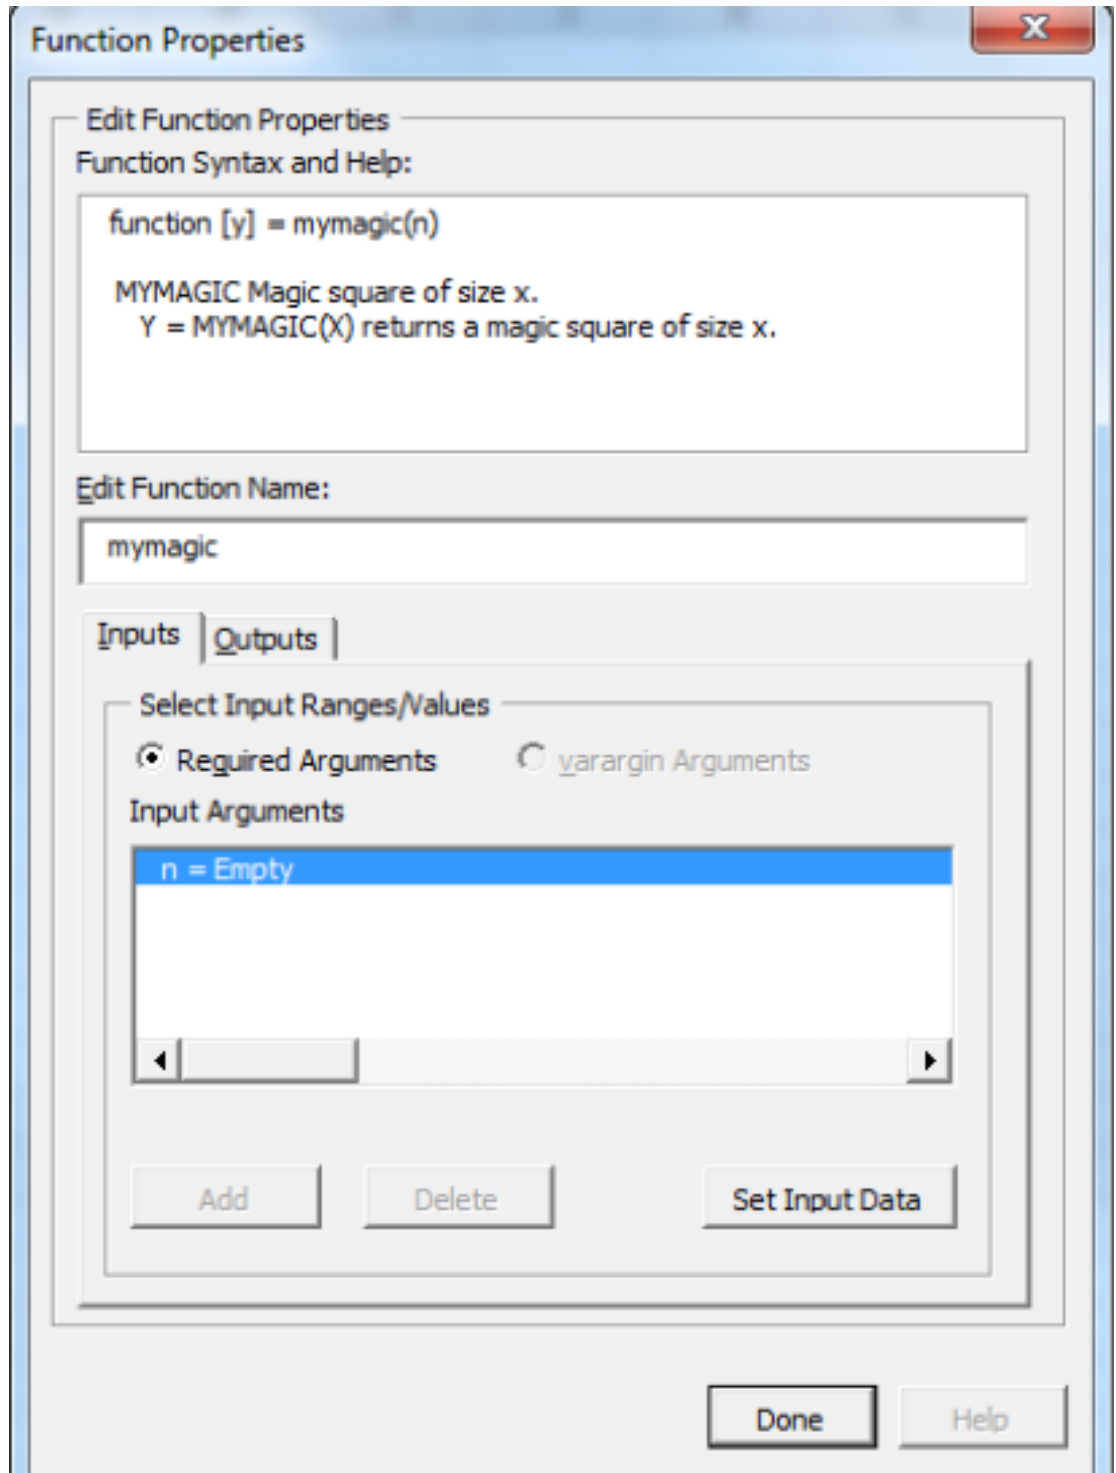 Function Properties
x
Edit Function Properties
Function Syntax and Help:
function [y] = mymagic(n)
MYMAGIC Magic square of size x.
Y = MYMAGIC(X) returns a magic square of size x.
Edit Function Name:
mymagic
Inputs Outputs
Select Input Ranges/Values
Required Arguments varargin Arguments
Input Arguments
n = Empty
Add Delete Set Input Data
Done Help